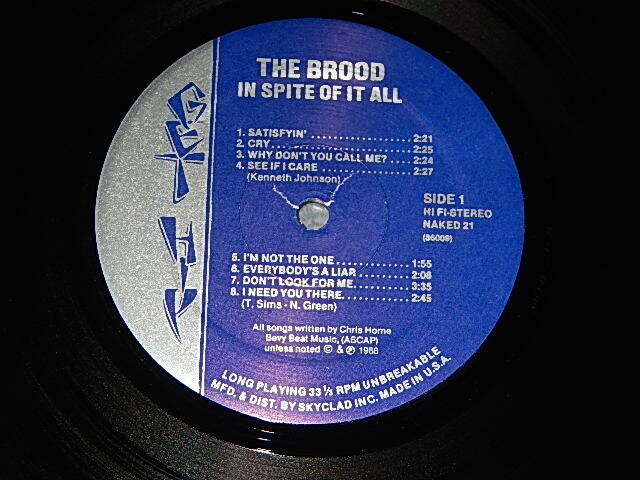 THE BROOD
IN SPITE OF IT ALL
1. SATISFYIN' 2:21
2. CRY 2:25
3. WHY DON'T YOU CALL ME? 2:24
4. SEE IF I CARE 2:27
(Kenneth Johnson)
SIDE 1
HI FI-STEREO
NAKED 21
(86009)
5. I'M NOT THE ONE 1:55
6. EVERYBODY'S A LIAR 2:08
7. DON'T LOOK FOR ME 3:35
8. I NEED YOU THERE 2:45
(T. Sims - N. Green)
All songs written by Chris Horne
Bevy Beat Music, (ASCAP)
unless noted © & ℗ 1988
LONG PLAYING 33 ⅓ RPM UNBREAKABLE
MFD. & DIST. BY SKYCLAD INC. MADE IN U.S.A.